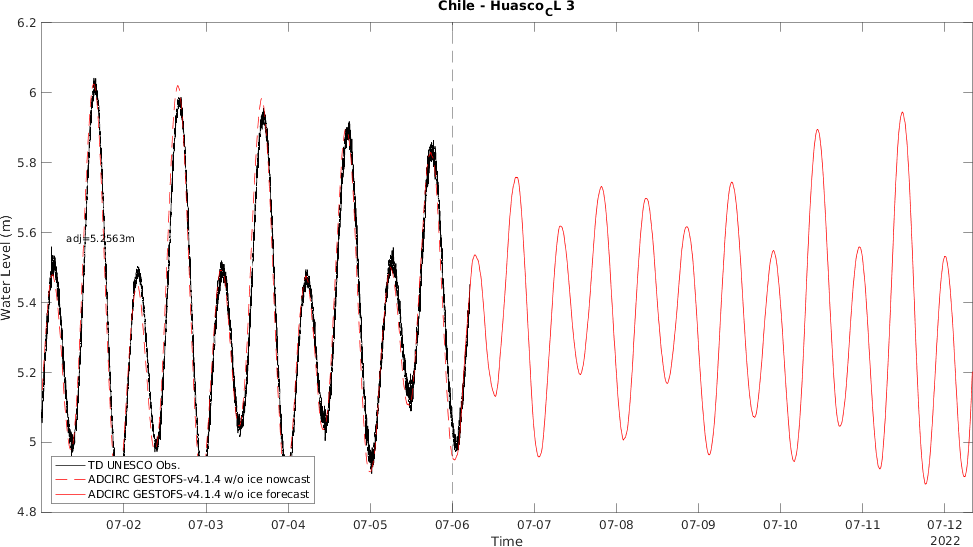 Chile - Huasco_CL 3
Water Level (m)
6.2
6
5.8
5.6
5.4
5.2
5
4.8
adj=5.2563m
TD UNESCO Obs.
ADCIRC GESTOFS-v4.1.4 w/o ice nowcast
ADCIRC GESTOFS-v4.1.4 w/o ice forecast
07-02 07-03 07-04 07-05 07-06 07-07 07-08 07-09 07-10 07-11 07-12
Time 2022